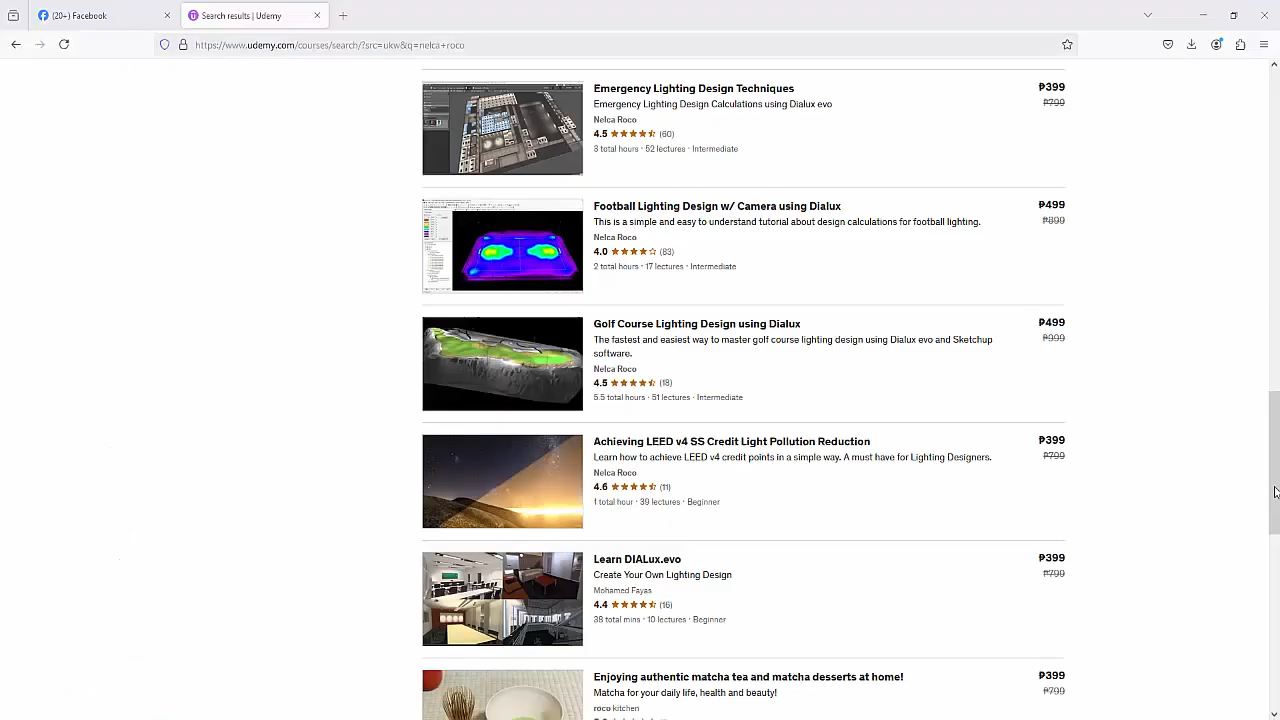 (20+) Facebook
Search results | Udemy
https://www.udemy.com/courses/search/?src=ukw&q=nelca+roco
Emergency Lighting Design Techniques
₱399
Emergency Lighting Design Calculations using Dialux evo
₱799
Nelca Roco
4.5 (60)
3 total hours · 52 lectures · Intermediate
Football Lighting Design w/ Camera using Dialux
₱499
This is a simple and easy to understand tutorial about design calculations for football lighting.
₱899
Nelca Roco
4.0 (83)
total hours · 17 lectures · Intermediate
Golf Course Lighting Design using Dialux
₱499
The fastest and easiest way to master golf course lighting design using Dialux evo and Sketchup
₱999
software.
Nelca Roco
4.5 (18)
5.5 total hours · 51 lectures · Intermediate
Achieving LEED v4 SS Credit Light Pollution Reduction
₱399
Learn how to achieve LEED v4 credit points in a simple way. A must have for Lighting Designers.
₱799
Nelca Roco
4.6 (11)
1 total hour · 39 lectures · Beginner
Learn DIALux.evo
₱399
Create Your Own Lighting Design
₱799
Mohamed Fayas
4.4 (16)
38 total mins · 10 lectures · Beginner
Enjoying authentic matcha tea and matcha desserts at home!
₱399
Matcha for your daily life, health and beauty!
₱799
roco kitchen